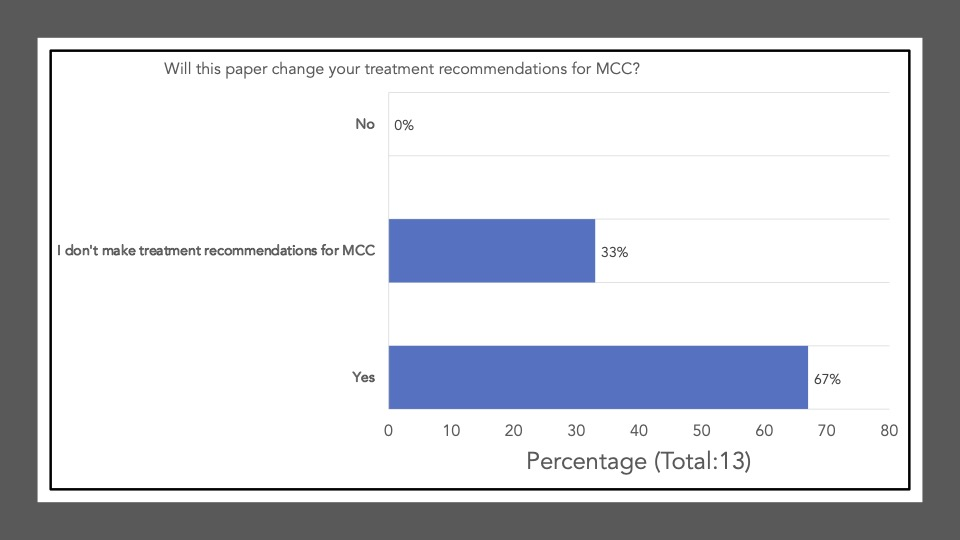 Will this paper change your treatment recommendations for MCC?
No
0%
I don't make treatment recommendations for MCC
33%
Yes
67%
0 10 20 30 40 50 60 70 80
Percentage (Total:13)